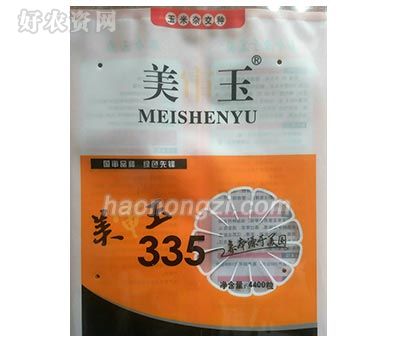 好农资网
玉米杂交种
美玉®
MEISHENYU
国审品种 绿色先锋
haonongzi.com
美玉
335
净含量：4400粒